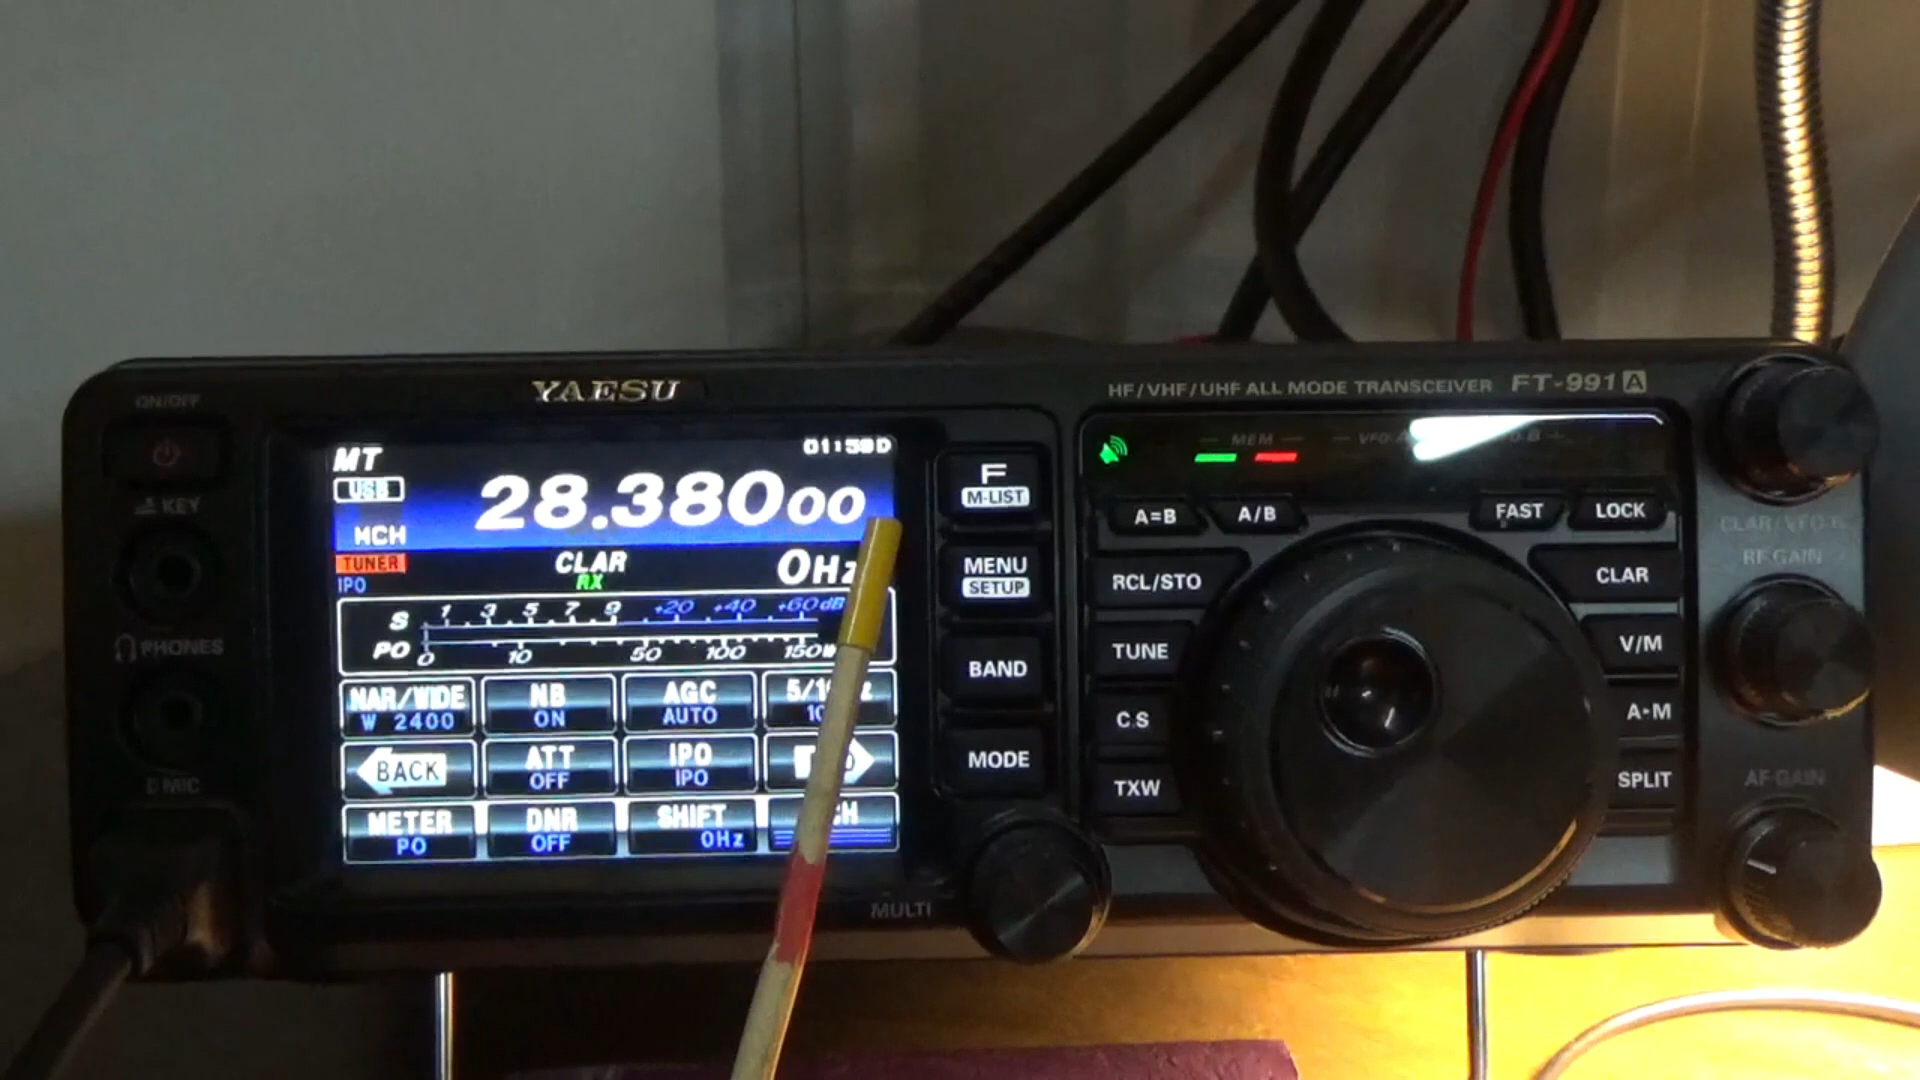 YAESU
HF/VHF/UHF ALL MODE TRANSCEIVER FT-991A
ON/OFF
KEY
PHONES
MIC
MT
USB
28.38000
MCH
TUNER
IPO
CLAR
RX
0Hz
S 1 3 5 7 9 +20 +40 +60dB
PO 0 10 50 100 150W
NAR/WIDE
W 2400
NB
ON
AGC
AUTO
BACK
ATT
OFF
IPO
IPO
METER
PO
DNR
OFF
SHIFT
0Hz
F
M-LIST
MENU
SETUP
BAND
MODE
MULTI
MEM
A=B
A/B
FAST
LOCK
RCL/STO
CLAR
TUNE
V/M
C.S
A▸M
TXW
SPLIT
RF GAIN
AF GAIN